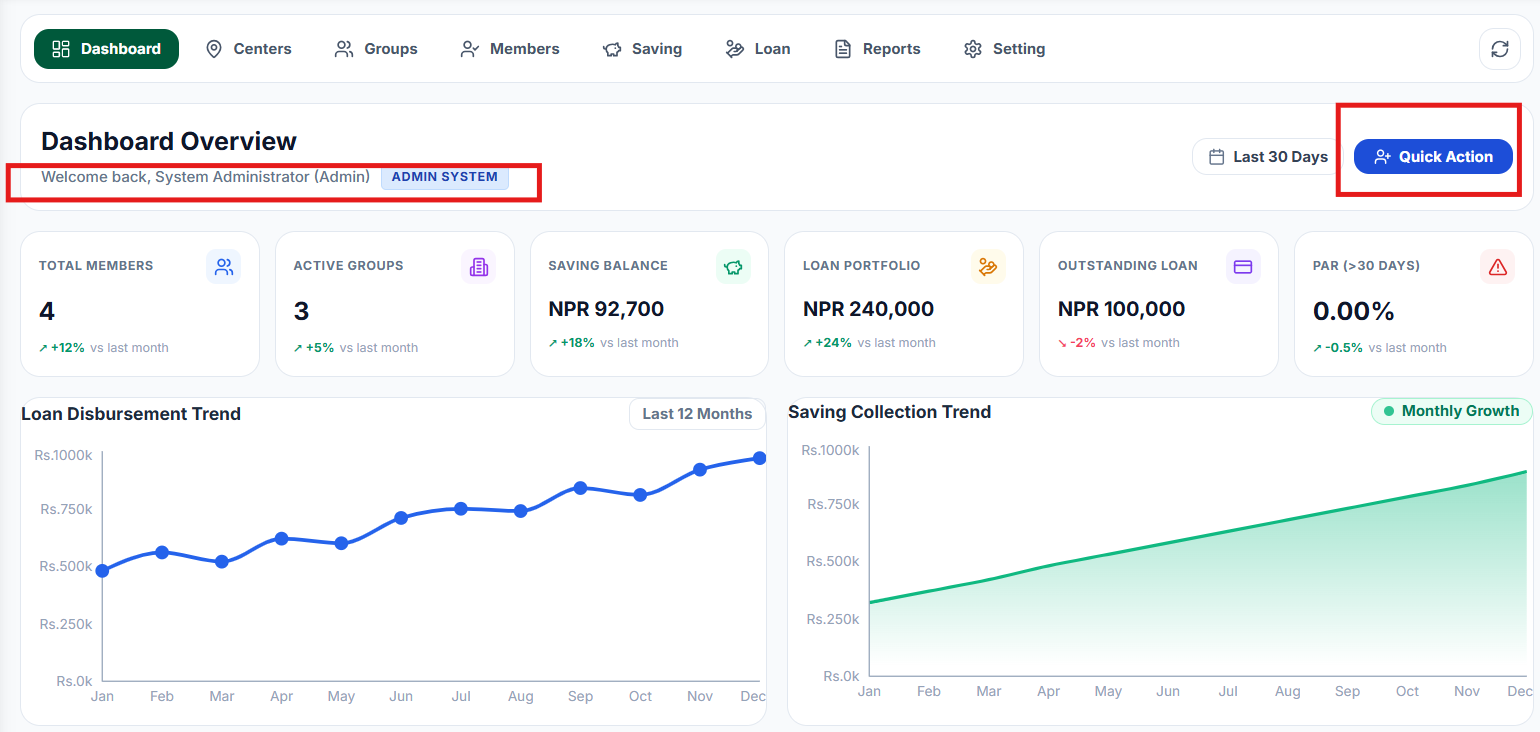 Dashboard Centers Groups Members Saving Loan Reports Setting
Dashboard Overview
Welcome back, System Administrator (Admin) ADMIN SYSTEM
Last 30 Days Quick Action
TOTAL MEMBERS
4
↗ +12% vs last month
ACTIVE GROUPS
3
↗ +5% vs last month
SAVING BALANCE
NPR 92,700
↗ +18% vs last month
LOAN PORTFOLIO
NPR 240,000
↗ +24% vs last month
OUTSTANDING LOAN
NPR 100,000
↘ -2% vs last month
PAR (>30 DAYS)
0.00%
↗ -0.5% vs last month
Loan Disbursement Trend Last 12 Months
Rs.1000k
Rs.750k
Rs.500k
Rs.250k
Rs.0k
Jan Feb Mar Apr May Jun Jul Aug Sep Oct Nov Dec
Saving Collection Trend Monthly Growth
Rs.1000k
Rs.750k
Rs.500k
Rs.250k
Rs.0k
Jan Feb Mar Apr May Jun Jul Aug Sep Oct Nov Dec